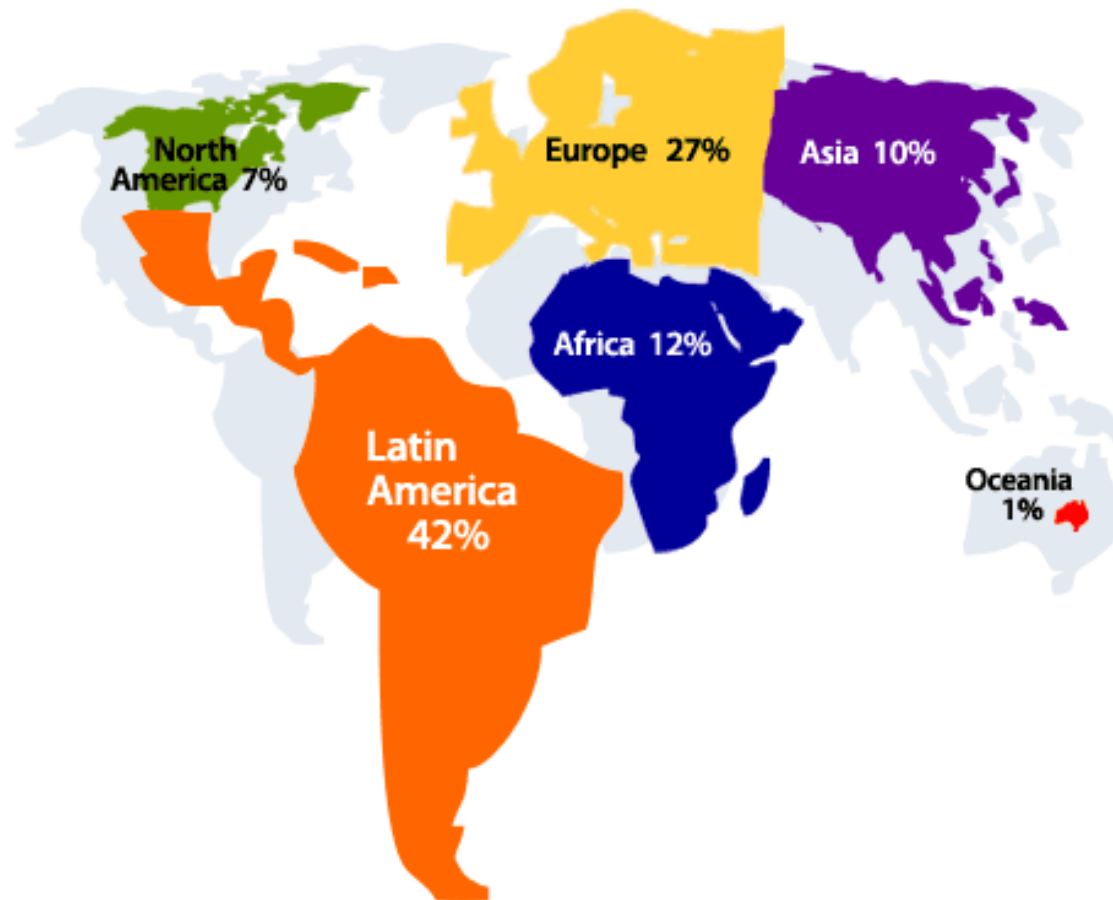 North
America 7%
Europe 27%
Asia 10%
Africa 12%
Latin
America
42%
Oceania
1%